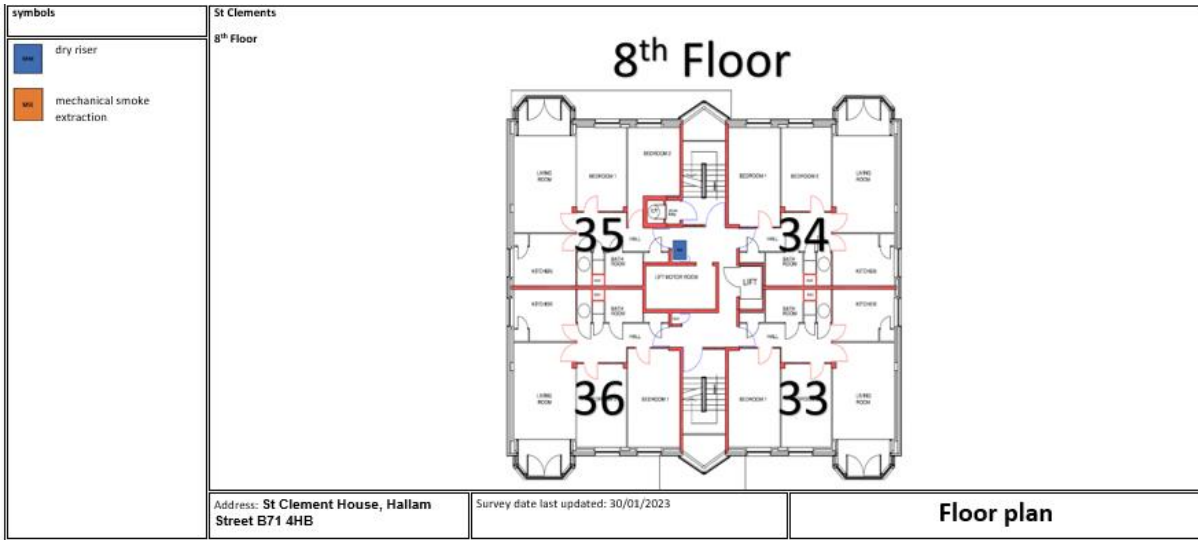 symbols
dry riser
mechanical smoke
extraction
St Clements
8th Floor
8th Floor
BEDROOM 2
LIVING
ROOM
BEDROOM 1
BEDROOM 1
BEDROOM 2
LIVING
ROOM
35
34
HALL
HALL
BATH
ROOM
BATH
ROOM
KITCHEN
KITCHEN
LIFT MOTOR ROOM
LIFT
KITCHEN
KITCHEN
BATH
ROOM
BATH
ROOM
HALL
HALL
36
33
LIVING
ROOM
BEDROOM 1
BEDROOM 1
LIVING
ROOM
Address: St Clement House, Hallam
Street B71 4HB
Survey date last updated: 30/01/2023
Floor plan